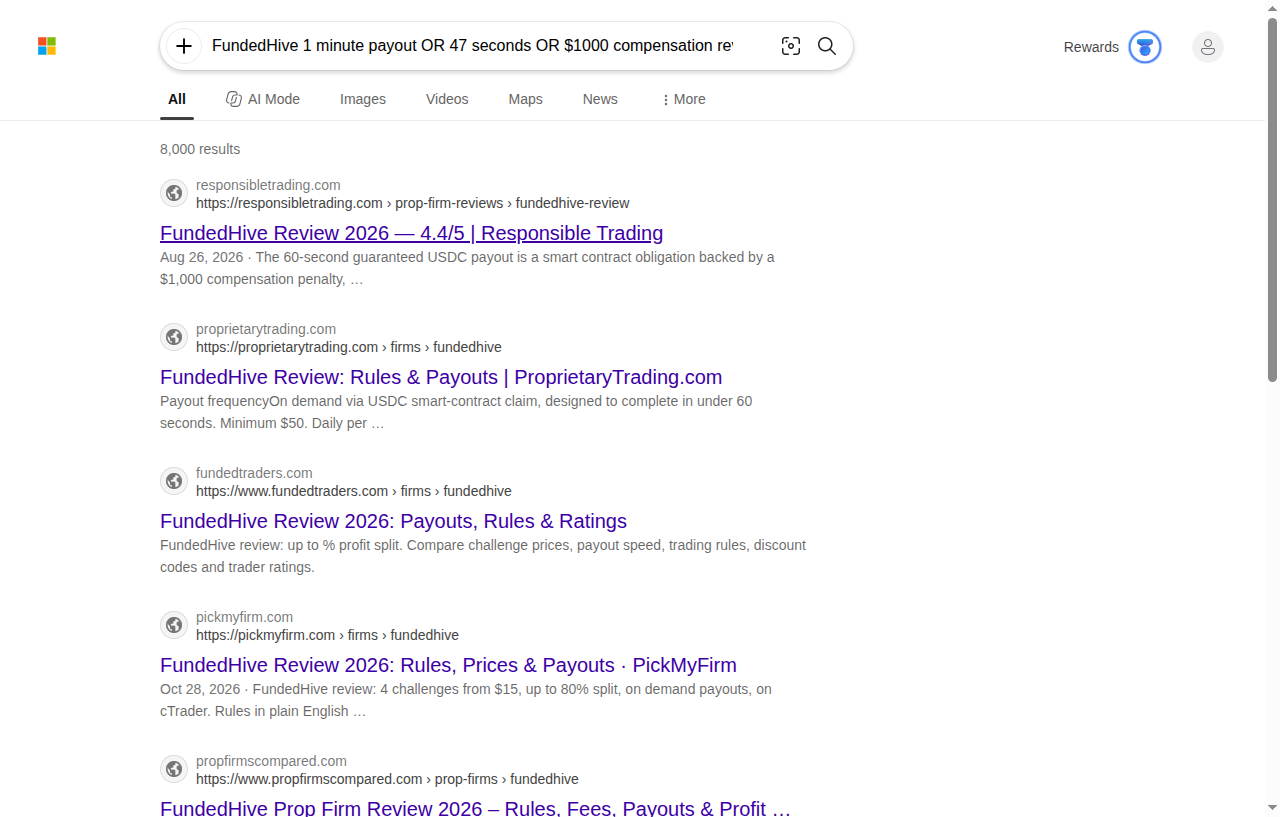 FundedHive 1 minute payout OR 47 seconds OR $1000 compensation rev
Rewards
All
AI Mode
Images
Videos
Maps
News
More
8,000 results
responsibletrading.com
https://responsibletrading.com › prop-firm-reviews › fundedhive-review
FundedHive Review 2026 — 4.4/5 | Responsible Trading
Aug 26, 2026 · The 60-second guaranteed USDC payout is a smart contract obligation backed by a
$1,000 compensation penalty, …
proprietarytrading.com
https://proprietarytrading.com › firms › fundedhive
FundedHive Review: Rules & Payouts | ProprietaryTrading.com
Payout frequencyOn demand via USDC smart-contract claim, designed to complete in under 60
seconds. Minimum $50. Daily per …
fundedtraders.com
https://www.fundedtraders.com › firms › fundedhive
FundedHive Review 2026: Payouts, Rules & Ratings
FundedHive review: up to % profit split. Compare challenge prices, payout speed, trading rules, discount
codes and trader ratings.
pickmyfirm.com
https://pickmyfirm.com › firms › fundedhive
FundedHive Review 2026: Rules, Prices & Payouts · PickMyFirm
Oct 28, 2026 · FundedHive review: 4 challenges from $15, up to 80% split, on demand payouts, on
cTrader. Rules in plain English …
propfirmscompared.com
https://www.propfirmscompared.com › prop-firms › fundedhive
FundedHive Prop Firm Review 2026 – Rules, Fees, Payouts & Profit …